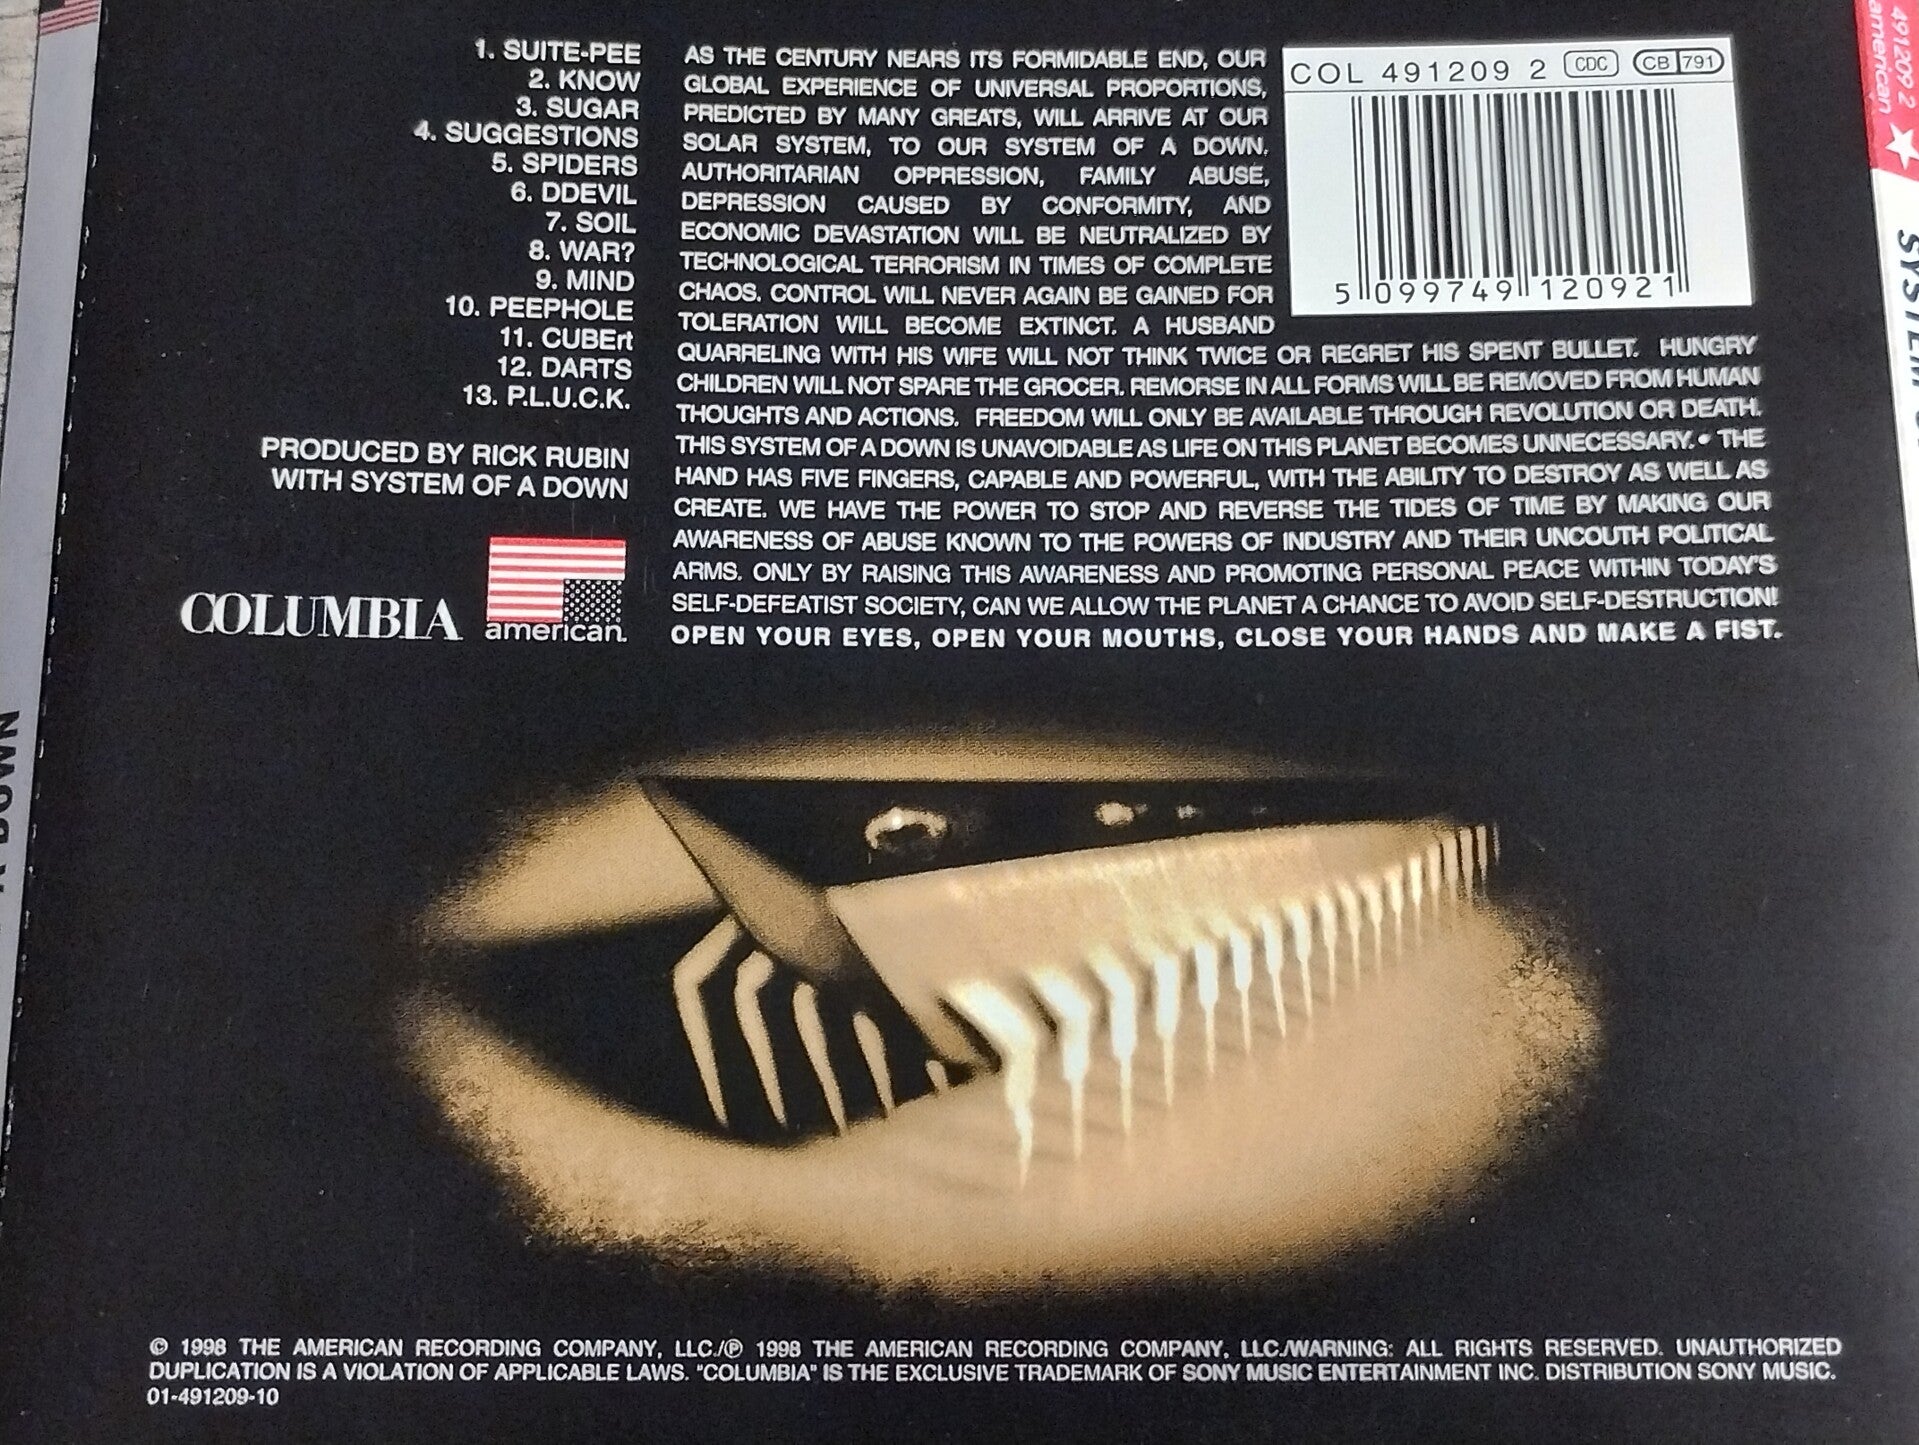 1. SUITE-PEE
2. KNOW
3. SUGAR
4. SUGGESTIONS
5. SPIDERS
6. DDEVIL
7. SOIL
8. WAR?
9. MIND
10. PEEPHOLE
11. CUBErt
12. DARTS
13. P.L.U.C.K.
PRODUCED BY RICK RUBIN
WITH SYSTEM OF A DOWN
COLUMBIA
american.
AS THE CENTURY NEARS ITS FORMIDABLE END, OUR
GLOBAL EXPERIENCE OF UNIVERSAL PROPORTIONS,
PREDICTED BY MANY GREATS, WILL ARRIVE AT OUR
SOLAR SYSTEM, TO OUR SYSTEM OF A DOWN.
AUTHORITARIAN OPPRESSION, FAMILY ABUSE,
DEPRESSION CAUSED BY CONFORMITY, AND
ECONOMIC DEVASTATION WILL BE NEUTRALIZED BY
TECHNOLOGICAL TERRORISM IN TIMES OF COMPLETE
CHAOS. CONTROL WILL NEVER AGAIN BE GAINED FOR
TOLERATION WILL BECOME EXTINCT. A HUSBAND
QUARRELING WITH HIS WIFE WILL NOT THINK TWICE OR REGRET HIS SPENT BULLET. HUNGRY
CHILDREN WILL NOT SPARE THE GROCER. REMORSE IN ALL FORMS WILL BE REMOVED FROM HUMAN
THOUGHTS AND ACTIONS. FREEDOM WILL ONLY BE AVAILABLE THROUGH REVOLUTION OR DEATH.
THIS SYSTEM OF A DOWN IS UNAVOIDABLE AS LIFE ON THIS PLANET BECOMES UNNECESSARY. • THE
HAND HAS FIVE FINGERS, CAPABLE AND POWERFUL, WITH THE ABILITY TO DESTROY AS WELL AS
CREATE. WE HAVE THE POWER TO STOP AND REVERSE THE TIDES OF TIME BY MAKING OUR
AWARENESS OF ABUSE KNOWN TO THE POWERS OF INDUSTRY AND THEIR UNCOUTH POLITICAL
ARMS. ONLY BY RAISING THIS AWARENESS AND PROMOTING PERSONAL PEACE WITHIN TODAY'S
SELF-DEFEATIST SOCIETY, CAN WE ALLOW THE PLANET A CHANCE TO AVOID SELF-DESTRUCTION!
OPEN YOUR EYES, OPEN YOUR MOUTHS, CLOSE YOUR HANDS AND MAKE A FIST.
COL 491209 2 CDC CB 791
5 099749 120921
491209 2
american
SYSTEM
A DOWN
© 1998 THE AMERICAN RECORDING COMPANY, LLC./℗ 1998 THE AMERICAN RECORDING COMPANY, LLC./WARNING: ALL RIGHTS RESERVED. UNAUTHORIZED
DUPLICATION IS A VIOLATION OF APPLICABLE LAWS. "COLUMBIA" IS THE EXCLUSIVE TRADEMARK OF SONY MUSIC ENTERTAINMENT INC. DISTRIBUTION SONY MUSIC.
01-491209-10